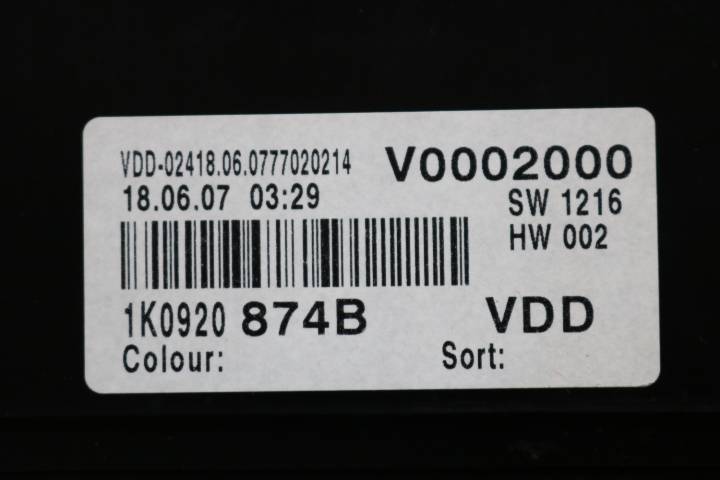 VDD-02418.06.0777020214 V0002000
18.06.07 03:29 SW 1216
HW 002
1K0920 874B VDD
Colour: Sort: